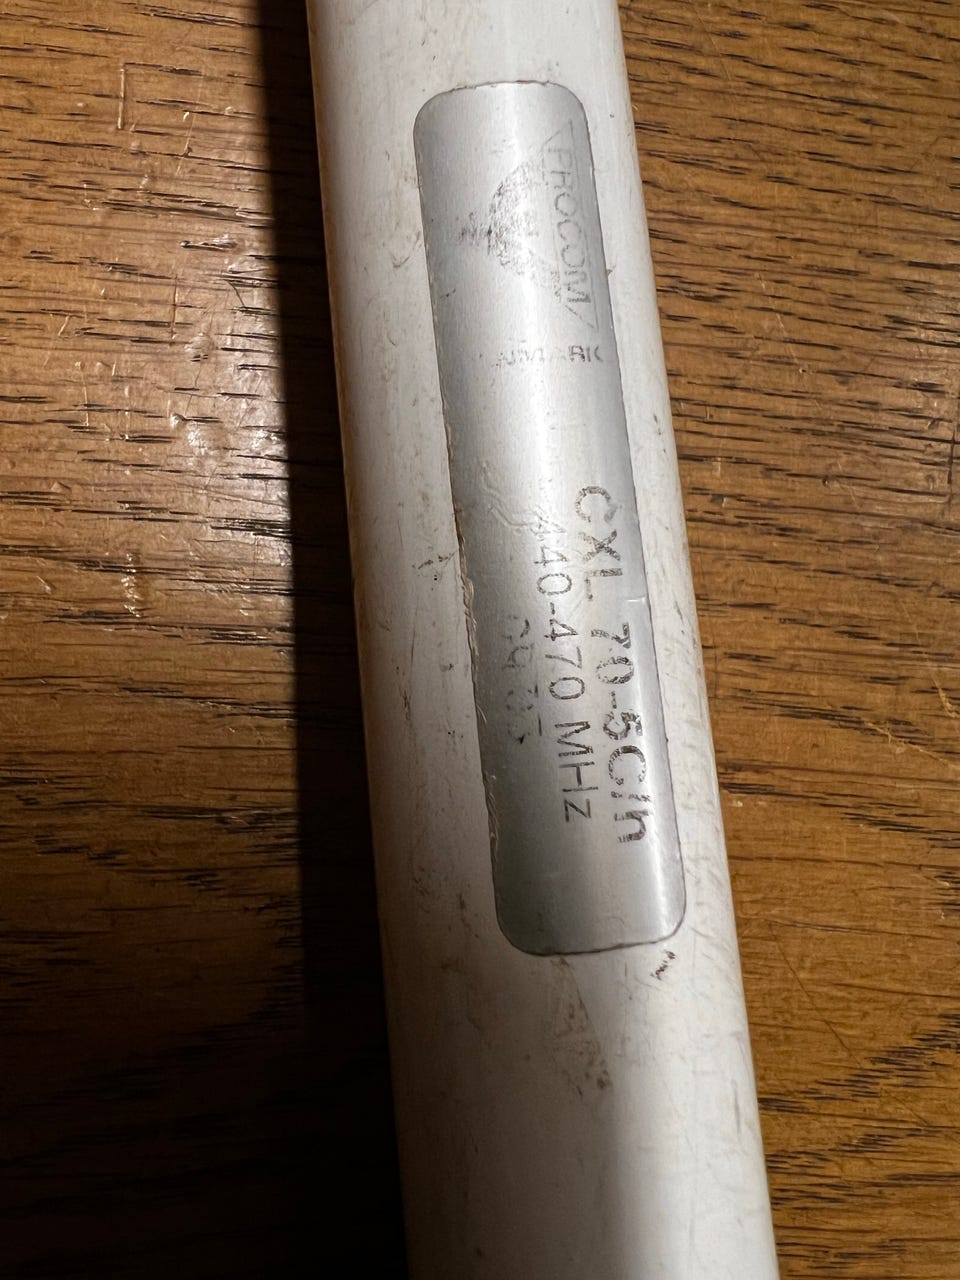 PROCOM
CXL 70-5C/h
440-470 MHz